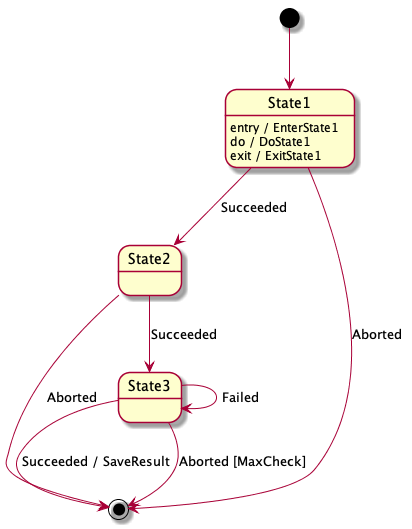 State1
entry / EnterState1
do / DoState1
exit / ExitState1
Succeeded
State2
Succeeded
Aborted
State3
Failed
Aborted
Succeeded / SaveResult
Aborted [MaxCheck]